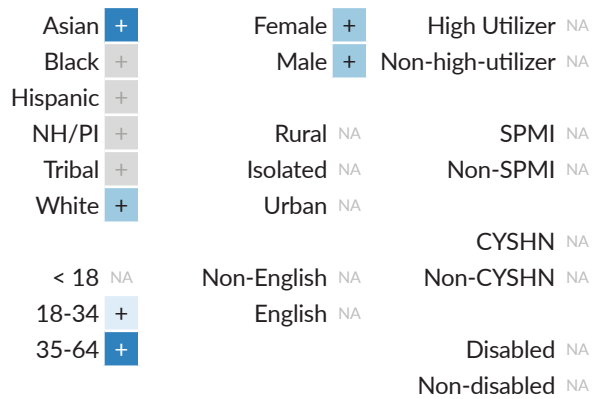 Asian + Female + High Utilizer NA
Black + Male + Non-high-utilizer NA
Hispanic +
NH/PI + Rural NA SPMI NA
Tribal + Isolated NA Non-SPMI NA
White + Urban NA
CYSHN NA
< 18 NA Non-English NA Non-CYSHN NA
18-34 + English NA
35-64 + Disabled NA
Non-disabled NA